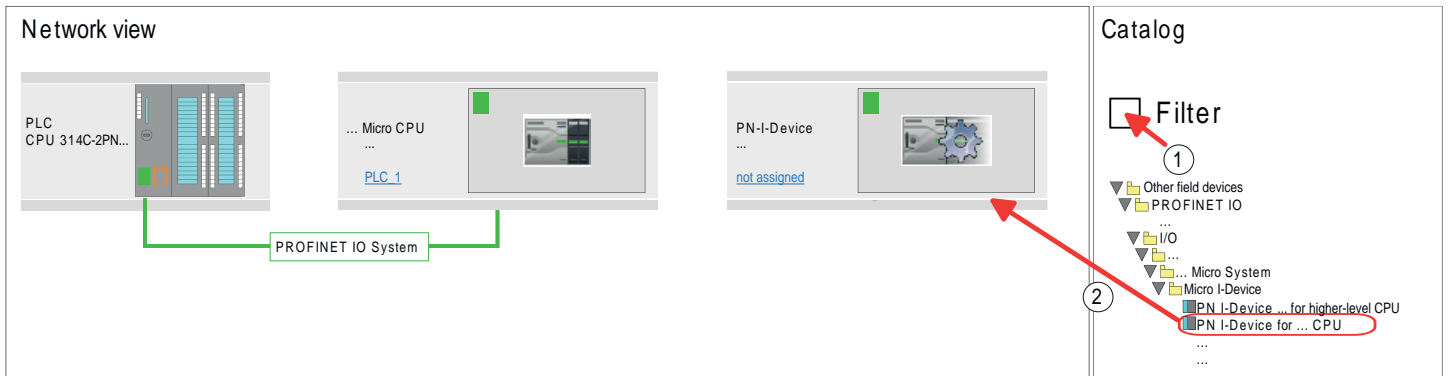 Network view
PLC
CPU 314C-2PN...
... Micro CPU
...
PLC_1
PN-I-Device
...
not assigned
PROFINET IO System
Catalog
Filter
1
Other field devices
PROFINET IO
...
I/O
...
... Micro System
Micro I-Device
PN I-Device ... for higher-level CPU
PN I-Device for ... CPU
...
...
2